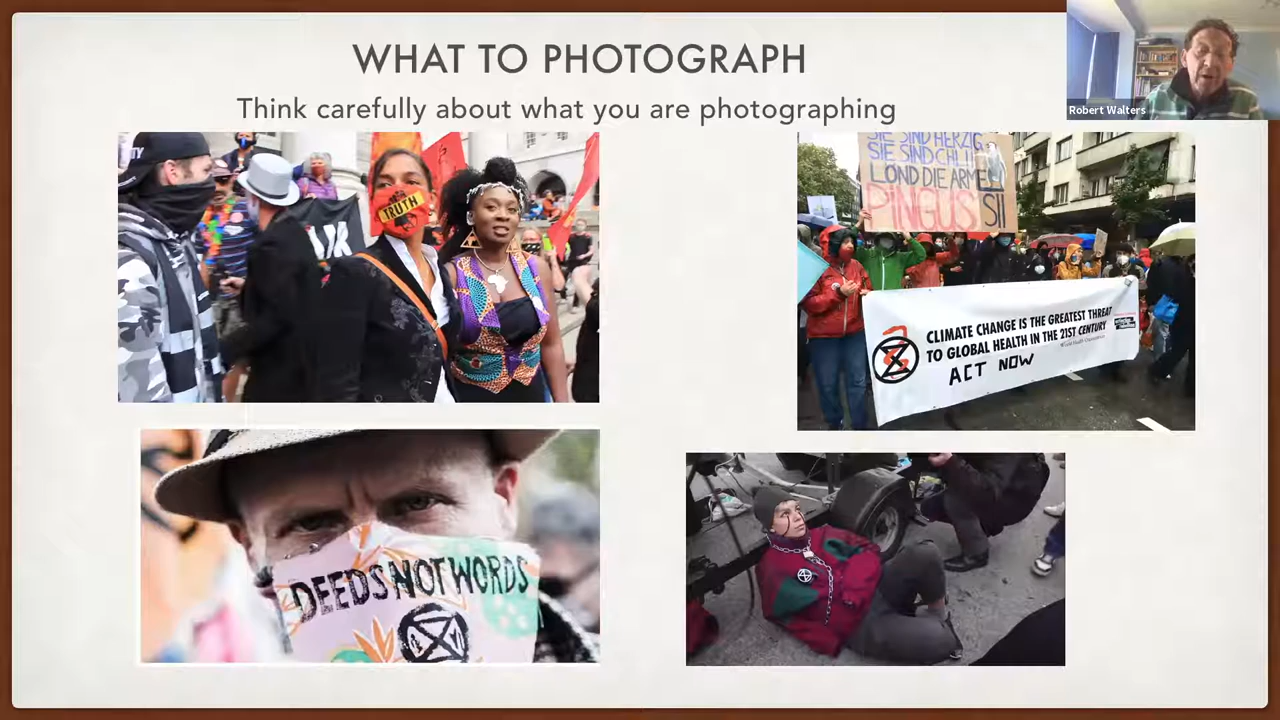 WHAT TO PHOTOGRAPH
Think carefully about what you are photographing
Robert Walters
TRUTH
SIE SIND HERZIG
SIE SIND CHLI
LOND DIE ARME
PINGUS SII
CLIMATE CHANGE IS THE GREATEST THREAT
TO GLOBAL HEALTH IN THE 21ST CENTURY
ACT NOW
DEEDS NOT WORDS